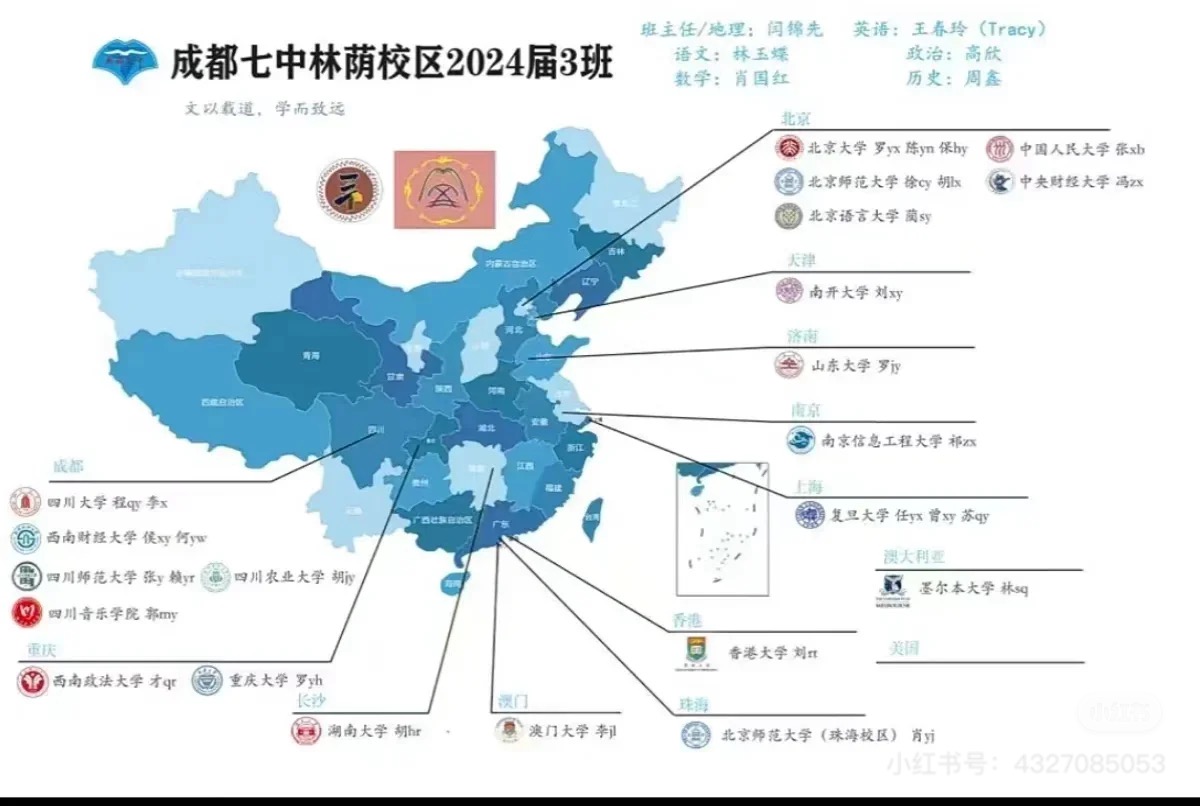 成都七中林荫校区2024届3班
文以载道，学而致远
班主任/地理：闫锦先 英语：王春玲（Tracy）
语文：林玉蝶 政治：高欣
数学：肖国红 历史：周鑫
北京
北京大学 罗yx 陈yn 保hy 中国人民大学 张xb
北京师范大学 徐cy 胡lx 中央财经大学 冯zx
北京语言大学 蔺sy
天津
南开大学 刘xy
济南
山东大学 罗jy
南京
南京信息工程大学 祁zx
上海
复旦大学 任yx 曾xy 苏qy
澳大利亚
墨尔本大学 林sq
美国
香港
香港大学 刘rt
珠海
北京师范大学（珠海校区） 肖yj
澳门
澳门大学 李jl
长沙
湖南大学 胡hr
重庆
西南政法大学 才qr 重庆大学 罗yh
成都
四川大学 程qy 李x
西南财经大学 侯xy 何yw
四川师范大学 张y 赖yr 四川农业大学 胡jy
四川音乐学院 郭my
黑龙江
吉林
辽宁
内蒙古自治区
新疆维吾尔自治区
河北
山东
青海
甘肃
陕西
河南
西藏自治区
四川
湖北
安徽
浙江
江西
贵州
福建
云南
广西壮族自治区
广东
台湾
海南
小红书
小红书号：4327085053